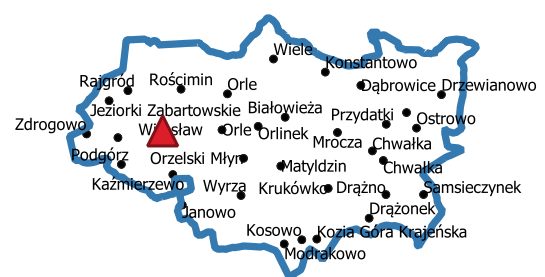 Wiele
Konstantowo
Rajgród
Rościmin
Orle
Dąbrowice
Drzewianowo
Jeziorki Zabartowskie
Białowieża
Przydatki
Ostrowo
Zdrogowo
Orle
Orlinek
Mrocza
Chwałka
Podgórz
Orzelski Młyn
Matyldzin
Chwałka
Kaźmierzewo
Wyrza
Krukówko
Drążno
Samsieczynek
Janowo
Drążonek
Kosowo
Kozia Góra Krajeńska
Modrakowo